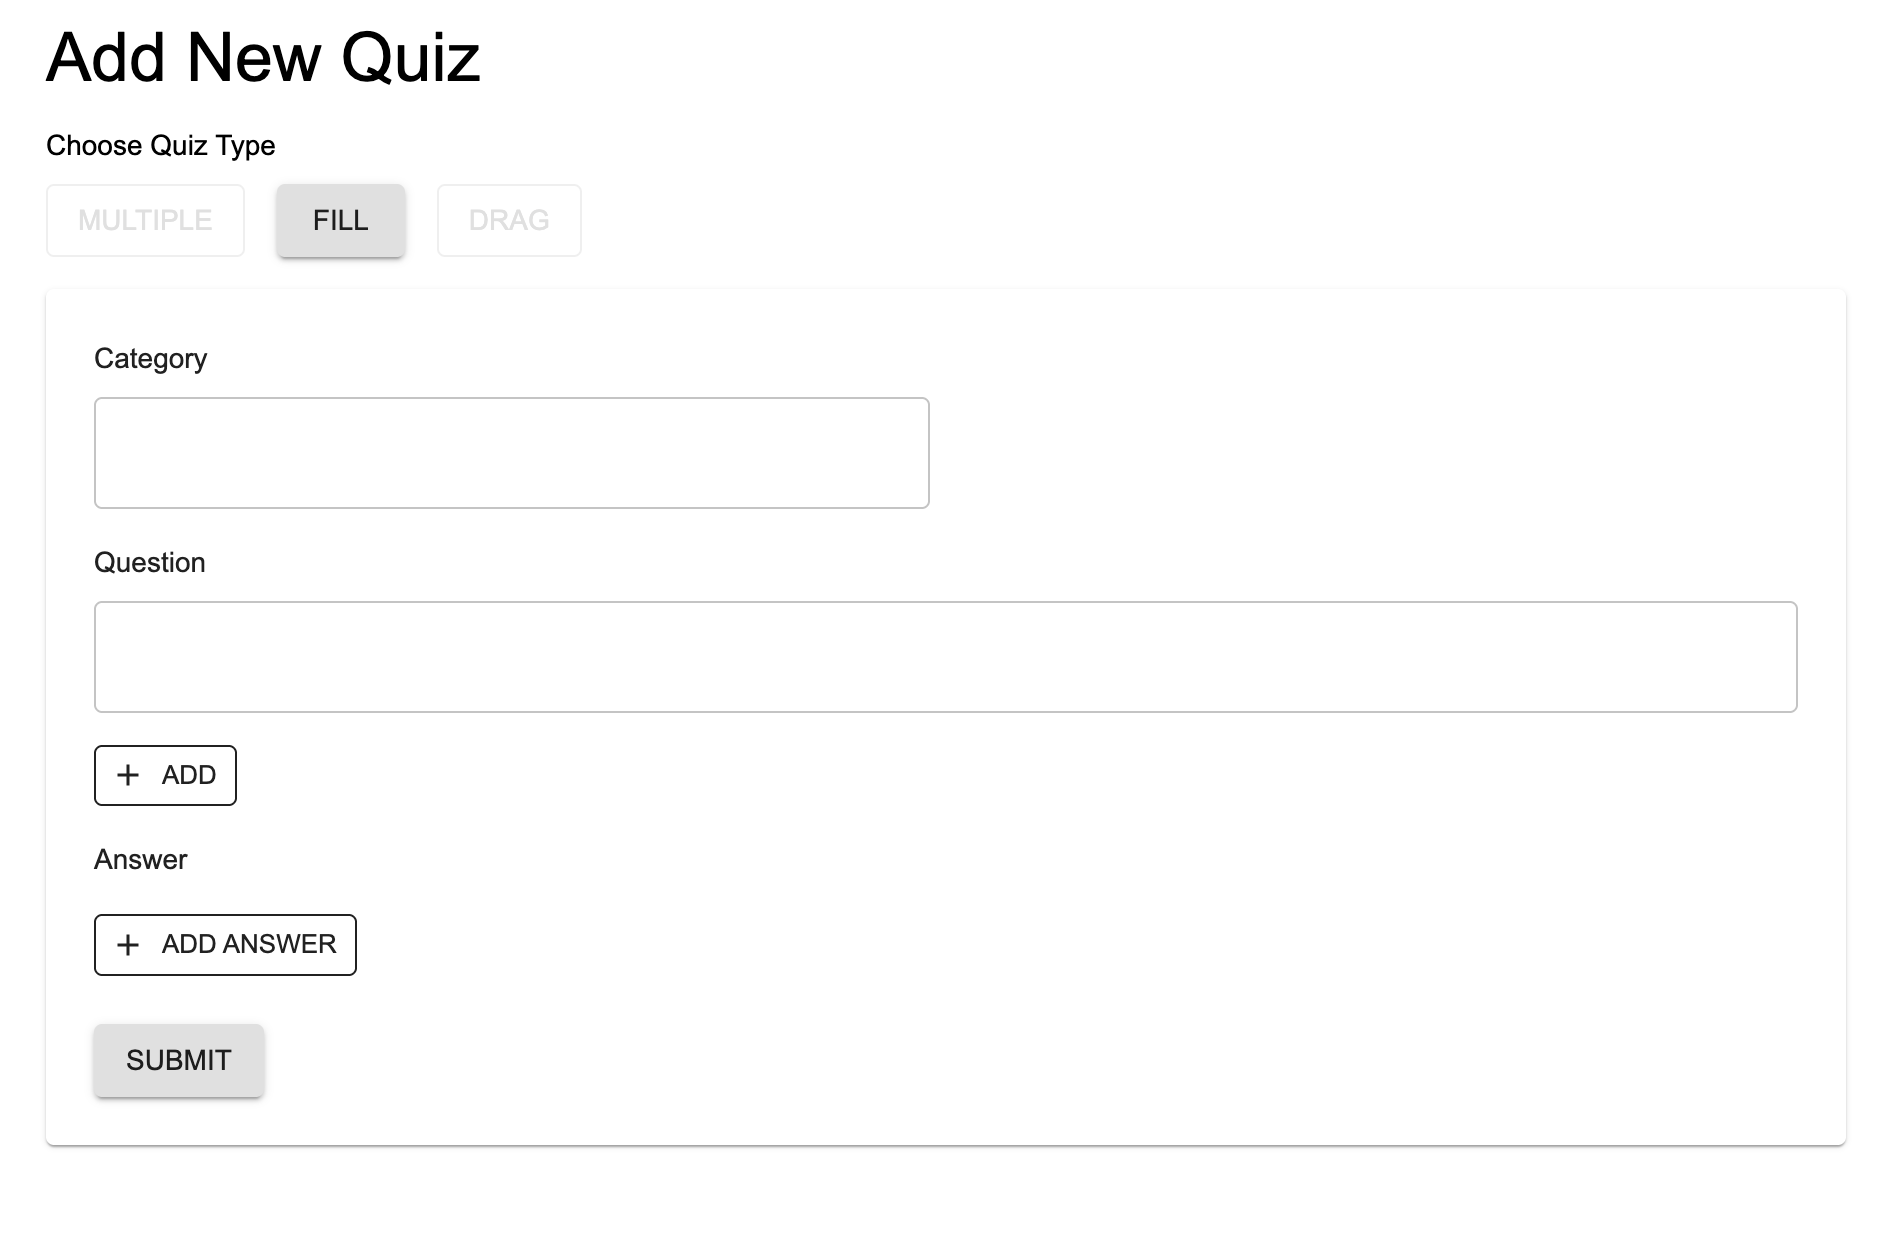 Add New Quiz
Choose Quiz Type
MULTIPLE FILL DRAG
Category
Question
+ ADD
Answer
+ ADD ANSWER
SUBMIT